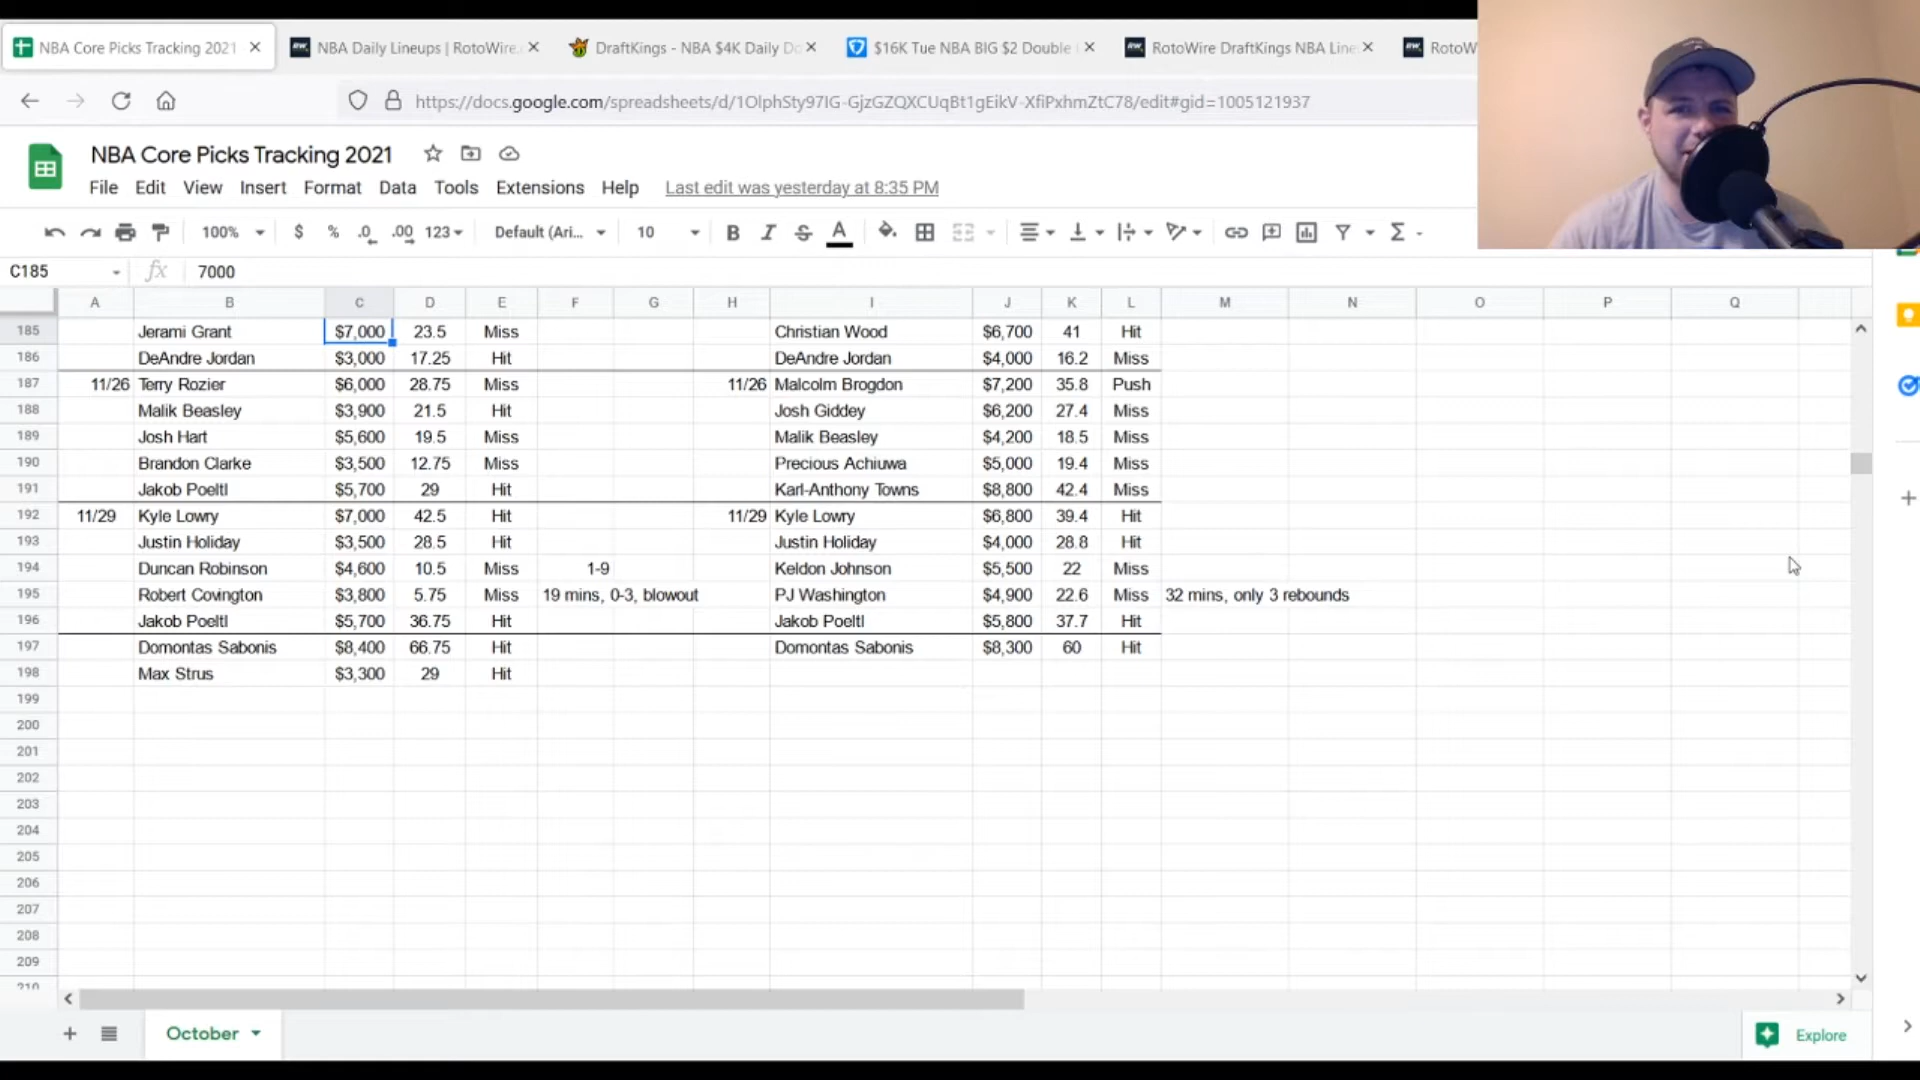 NBA Core Picks Tracking 2021
NBA Daily Lineups | RotoWire.
DraftKings - NBA $4K Daily Do
$16K Tue NBA BIG $2 Double
RotoWire DraftKings NBA Line
RotoW
https://docs.google.com/spreadsheets/d/1OlphSty97IG-GjzGZQXCUqBt1gEikV-XfiPxhmZtC78/edit#gid=1005121937
NBA Core Picks Tracking 2021
File Edit View Insert Format Data Tools Extensions Help Last edit was yesterday at 8:35 PM
100% $ % .0 .00 123 Default (Ari... 10 B I S A Σ
C185 fx 7000
A B C D E F G H I J K L M N O P Q
185 Jerami Grant $7,000 23.5 Miss Christian Wood $6,700 41 Hit
186 DeAndre Jordan $3,000 17.25 Hit DeAndre Jordan $4,000 16.2 Miss
187 11/26 Terry Rozier $6,000 28.75 Miss 11/26 Malcolm Brogdon $7,200 35.8 Push
188 Malik Beasley $3,900 21.5 Hit Josh Giddey $6,200 27.4 Miss
189 Josh Hart $5,600 19.5 Miss Malik Beasley $4,200 18.5 Miss
190 Brandon Clarke $3,500 12.75 Miss Precious Achiuwa $5,000 19.4 Miss
191 Jakob Poeltl $5,700 29 Hit Karl-Anthony Towns $8,800 42.4 Miss
192 11/29 Kyle Lowry $7,000 42.5 Hit 11/29 Kyle Lowry $6,800 39.4 Hit
193 Justin Holiday $3,500 28.5 Hit Justin Holiday $4,000 28.8 Hit
194 Duncan Robinson $4,600 10.5 Miss 1-9 Keldon Johnson $5,500 22 Miss
195 Robert Covington $3,800 5.75 Miss 19 mins, 0-3, blowout PJ Washington $4,900 22.6 Miss 32 mins, only 3 rebounds
196 Jakob Poeltl $5,700 36.75 Hit Jakob Poeltl $5,800 37.7 Hit
197 Domontas Sabonis $8,400 66.75 Hit Domontas Sabonis $8,300 60 Hit
198 Max Strus $3,300 29 Hit
199
200
201
202
203
204
205
206
207
208
209
210
October
Explore